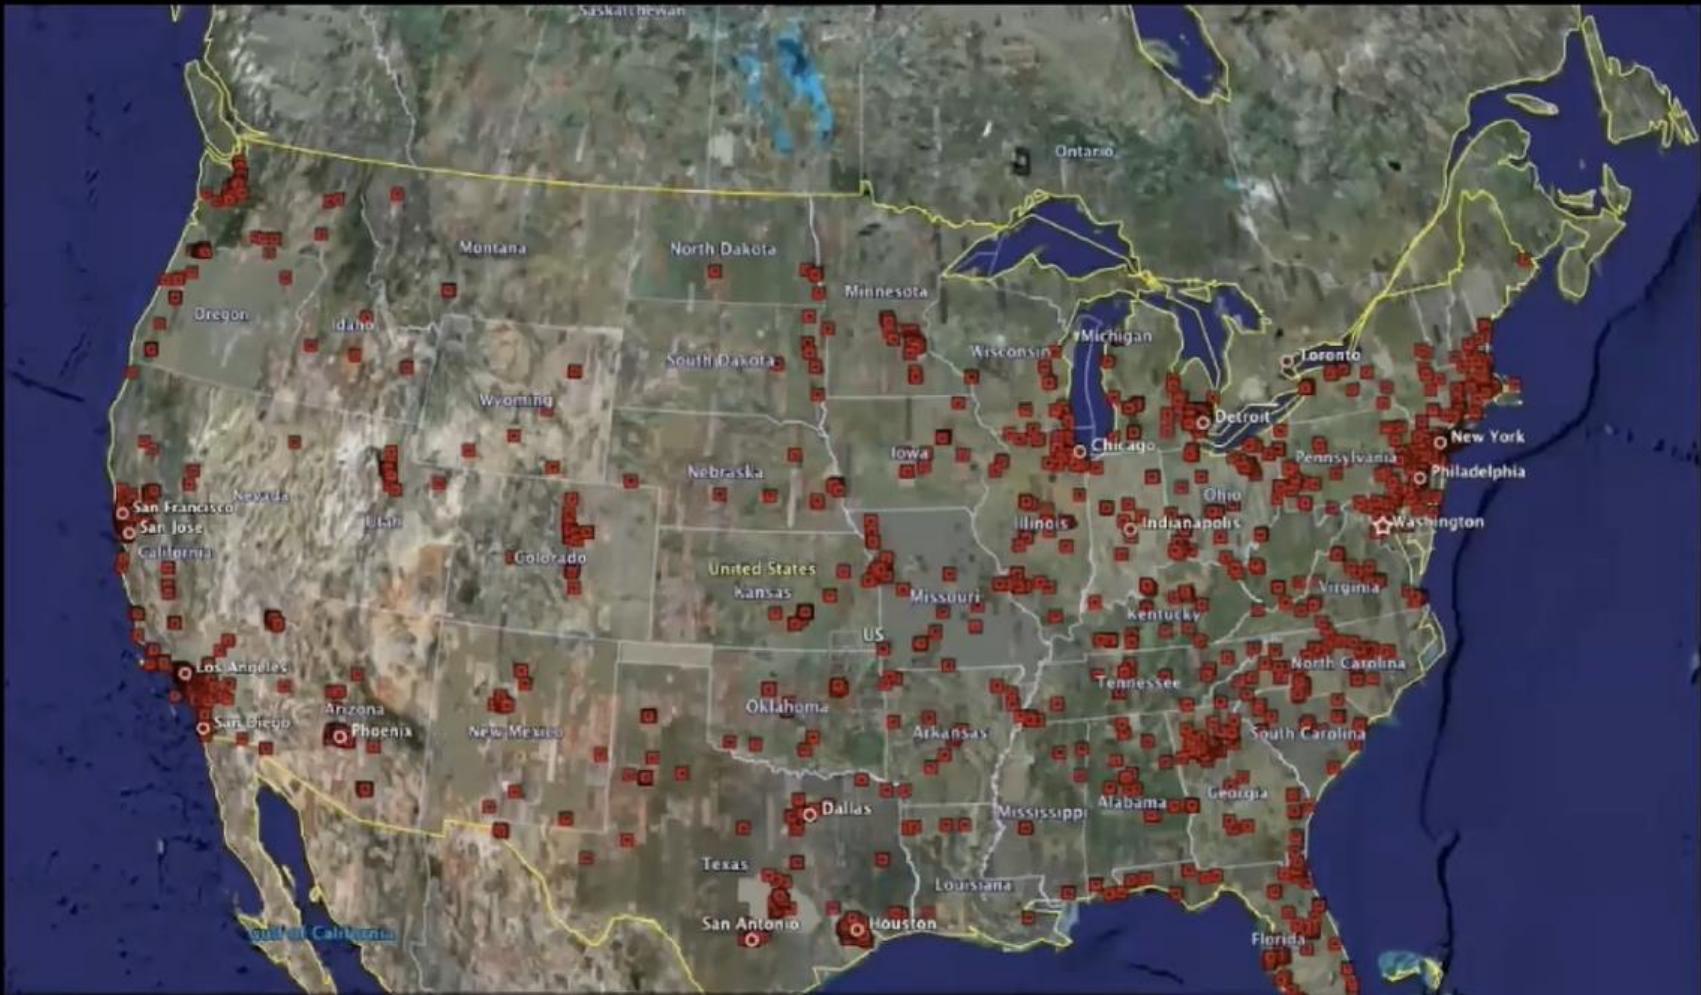 Saskatchewan
Ontario
Montana
North Dakota
Minnesota
Oregon
Idaho
Michigan
Wisconsin
Toronto
South Dakota
Wyoming
Detroit
New York
Chicago
Iowa
Pennsylvania
Nebraska
Philadelphia
Nevada
Ohio
San Francisco
Utah
Illinois
Indianapolis
Washington
San Jose
California
Colorado
United States
Kansas
Missouri
Virginia
Kentucky
US
Los Angeles
North Carolina
Tennessee
Arizona
Oklahoma
San Diego
Phoenix
New Mexico
Arkansas
South Carolina
Georgia
Alabama
Dallas
Mississippi
Texas
Louisiana
San Antonio
Houston
Gulf of California
Florida